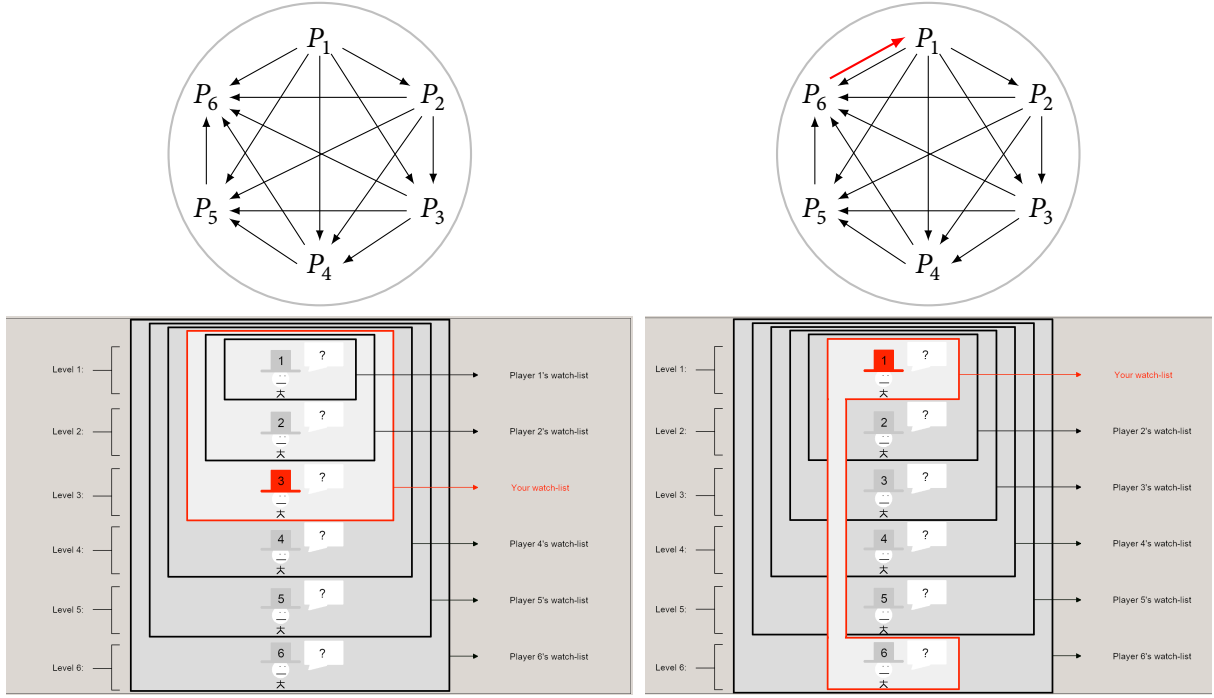 P1
P6
P2
P5
P3
P4
P1
P6
P2
P5
P3
P4
Level 1:
1
?
Player 1's watch-list
Level 2:
2
?
Player 2's watch-list
Level 3:
3
?
Your watch-list
Level 4:
4
?
Player 4's watch-list
Level 5:
5
?
Player 5's watch-list
Level 6:
6
?
Player 6's watch-list
Level 1:
1
?
Your watch-list
Level 2:
2
?
Player 2's watch-list
Level 3:
3
?
Player 3's watch-list
Level 4:
4
?
Player 4's watch-list
Level 5:
5
?
Player 5's watch-list
Level 6:
6
?
Player 6's watch-list